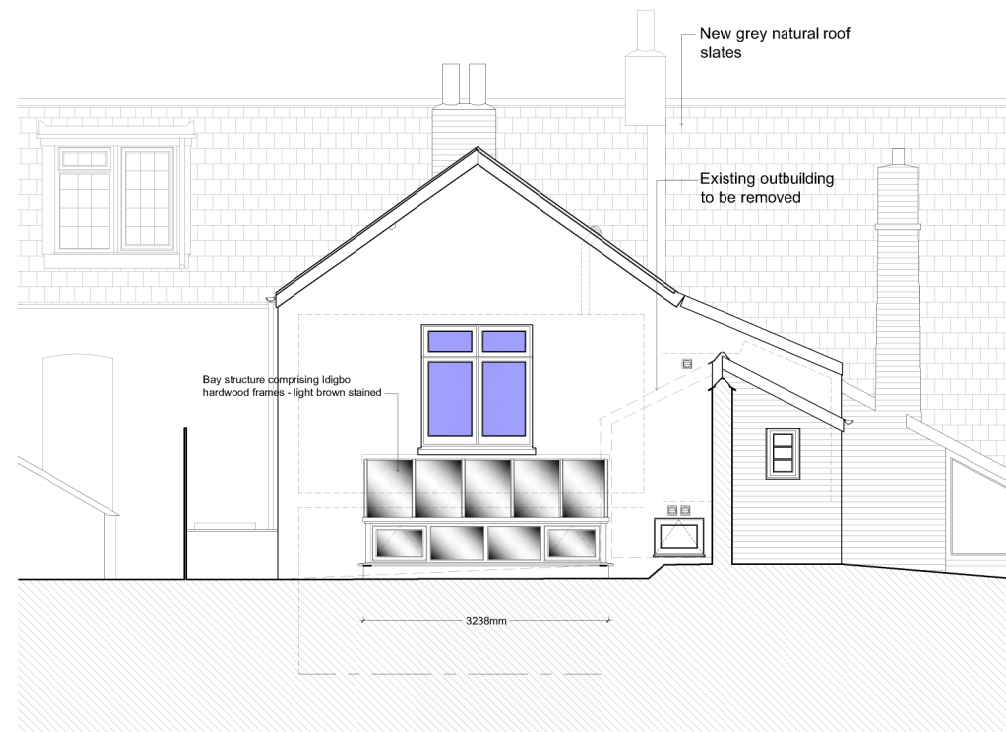 New grey natural roof
slates
Existing outbuilding
to be removed
Bay structure comprising Idigbo
hardwood frames - light brown stained
3238mm